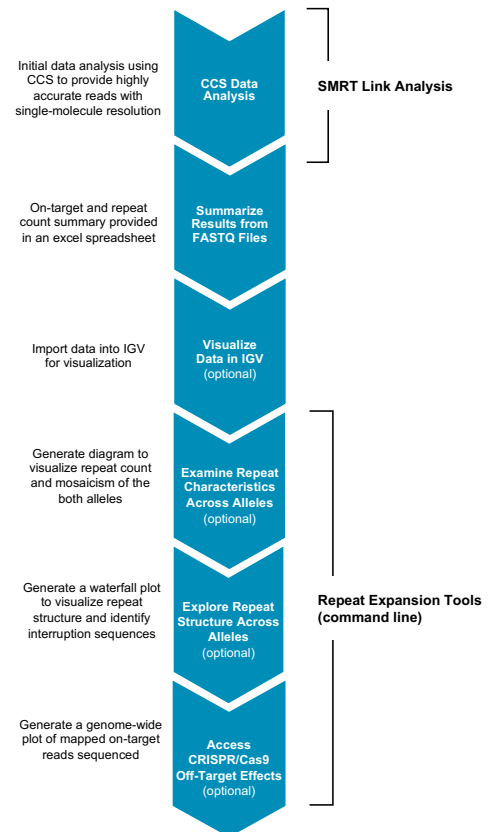 Initial data analysis using
CCS to provide highly
accurate reads with
single-molecule resolution
CCS Data
Analysis
SMRT Link Analysis
On-target and repeat
count summary provided
in an excel spreadsheet
Summarize
Results from
FASTQ Files
Import data into IGV
for visualization
Visualize
Data in IGV
(optional)
Generate diagram to
visualize repeat count
and mosaicism of the
both alleles
Examine Repeat
Characteristics
Across Alleles
(optional)
Generate a waterfall plot
to visualize repeat
structure and identify
interruption sequences
Explore Repeat
Structure Across
Alleles
(optional)
Repeat Expansion Tools
(command line)
Generate a genome-wide
plot of mapped on-target
reads sequenced
Access
CRISPR/Cas9
Off-Target Effects
(optional)